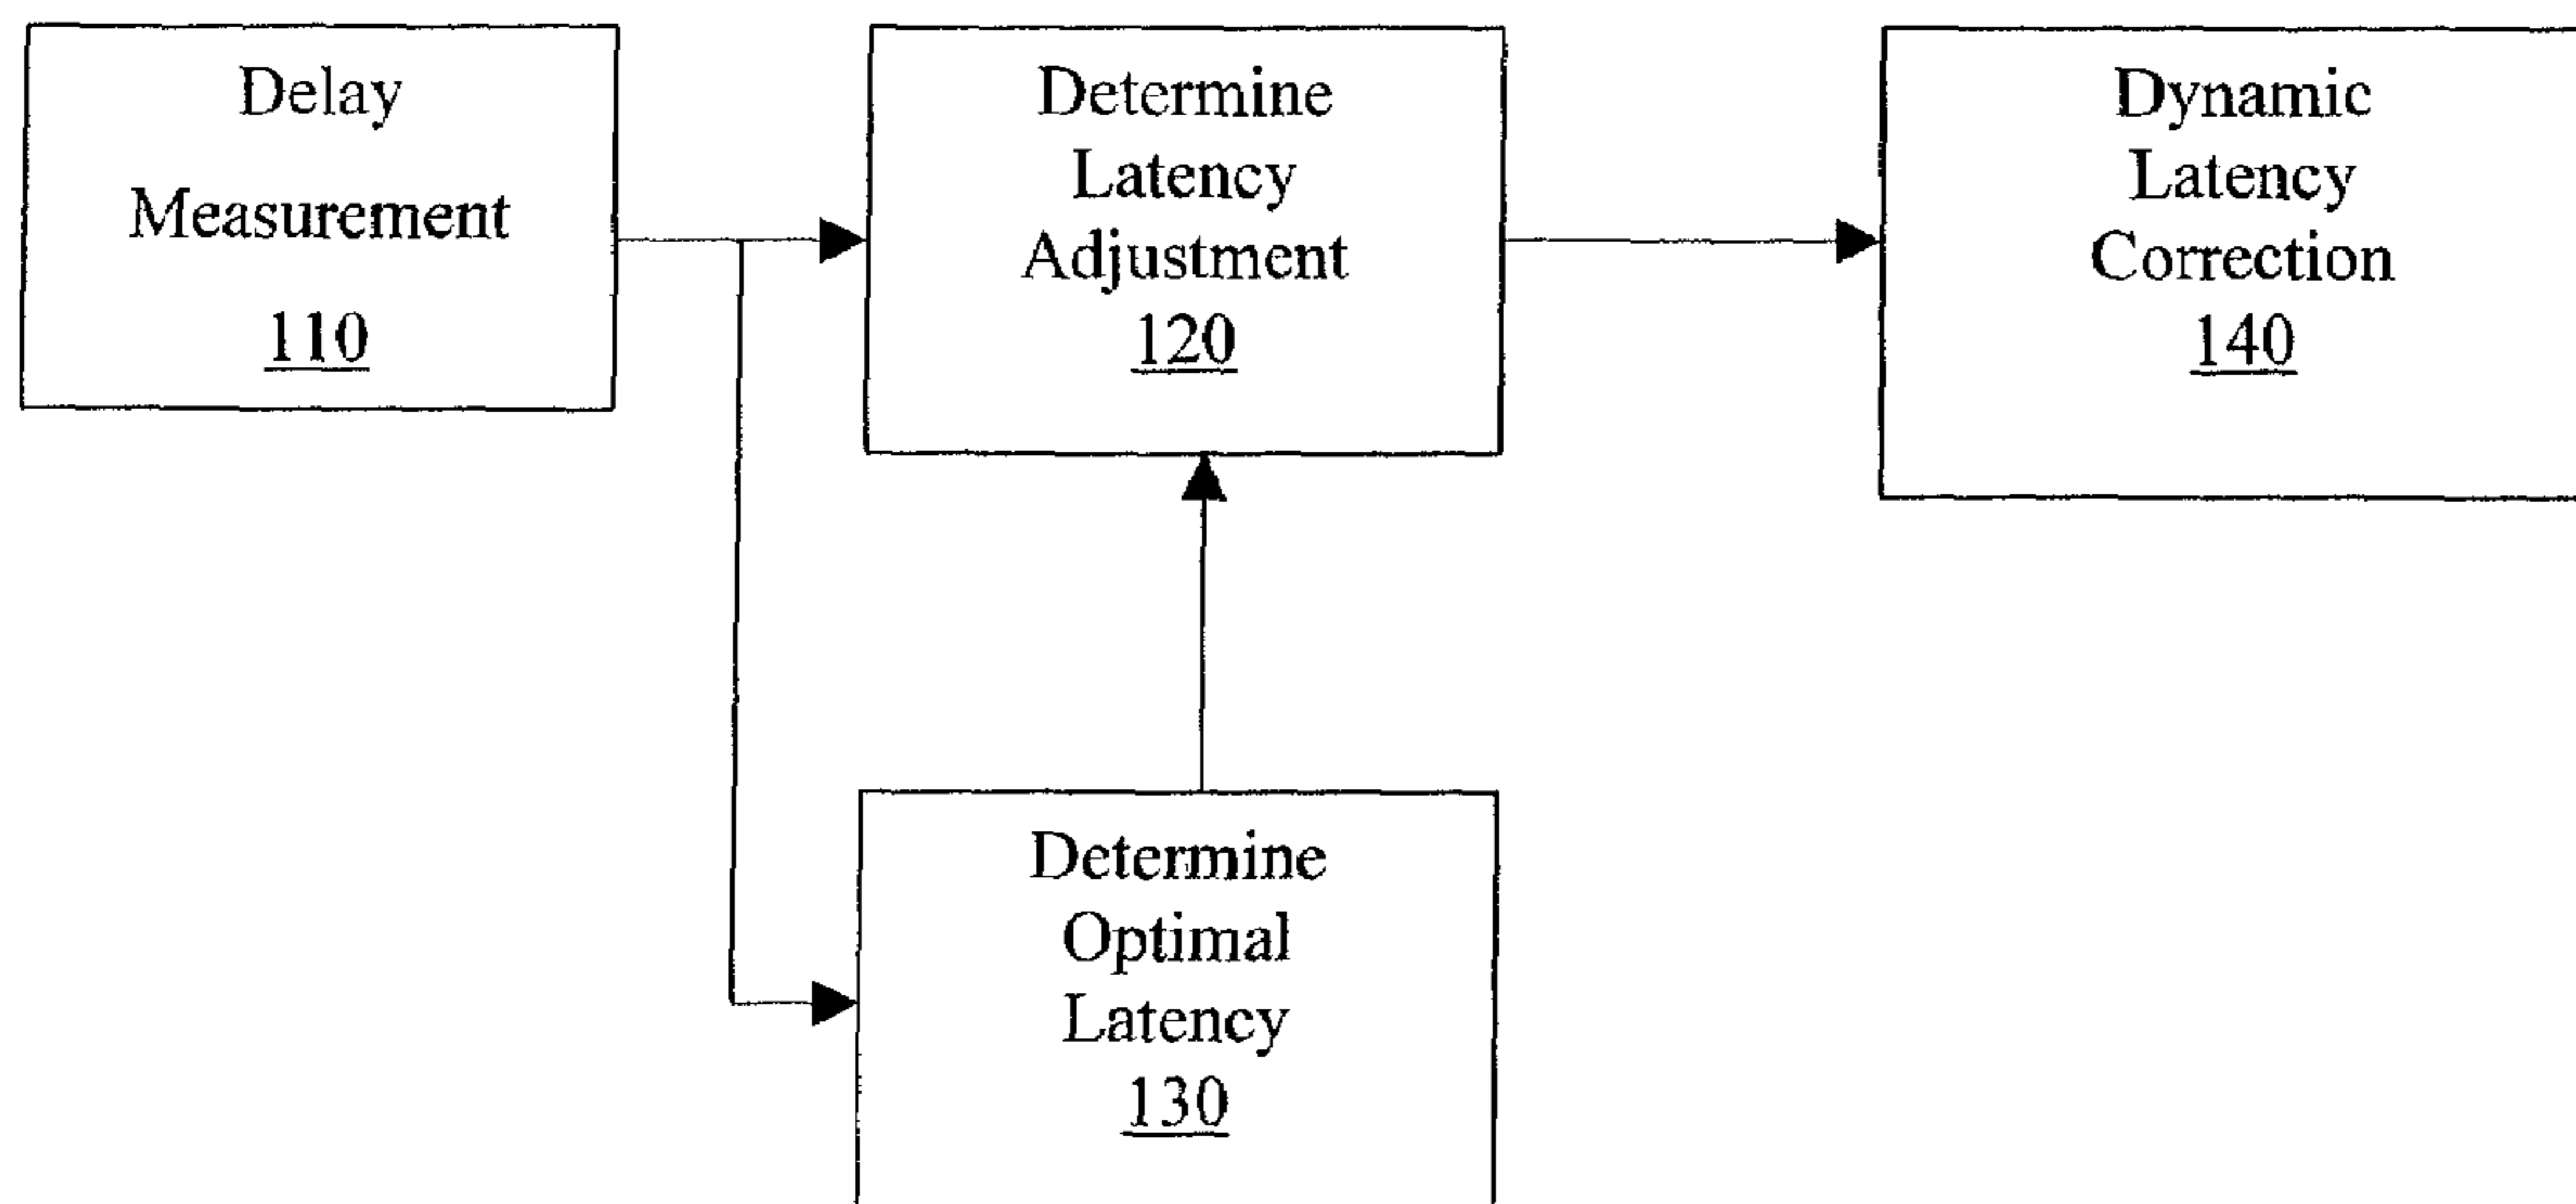 Delay
Measurement
110
Determine
Latency
Adjustment
120
Dynamic
Latency
Correction
140
Determine
Optimal
Latency
130